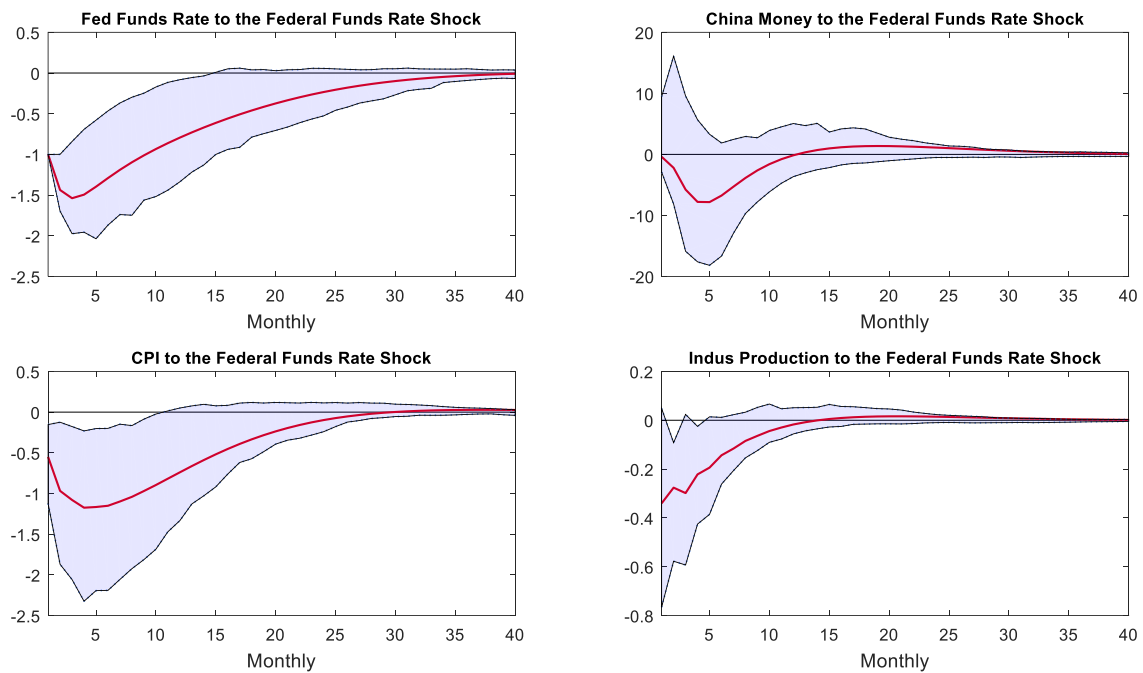 Fed Funds Rate to the Federal Funds Rate Shock
0.5
0
-0.5
-1
-1.5
-2
-2.5
5 10 15 20 25 30 35 40
Monthly
China Money to the Federal Funds Rate Shock
20
10
0
-10
-20
5 10 15 20 25 30 35 40
Monthly
CPI to the Federal Funds Rate Shock
0.5
0
-0.5
-1
-1.5
-2
-2.5
5 10 15 20 25 30 35 40
Monthly
Indus Production to the Federal Funds Rate Shock
0.2
0
-0.2
-0.4
-0.6
-0.8
5 10 15 20 25 30 35 40
Monthly